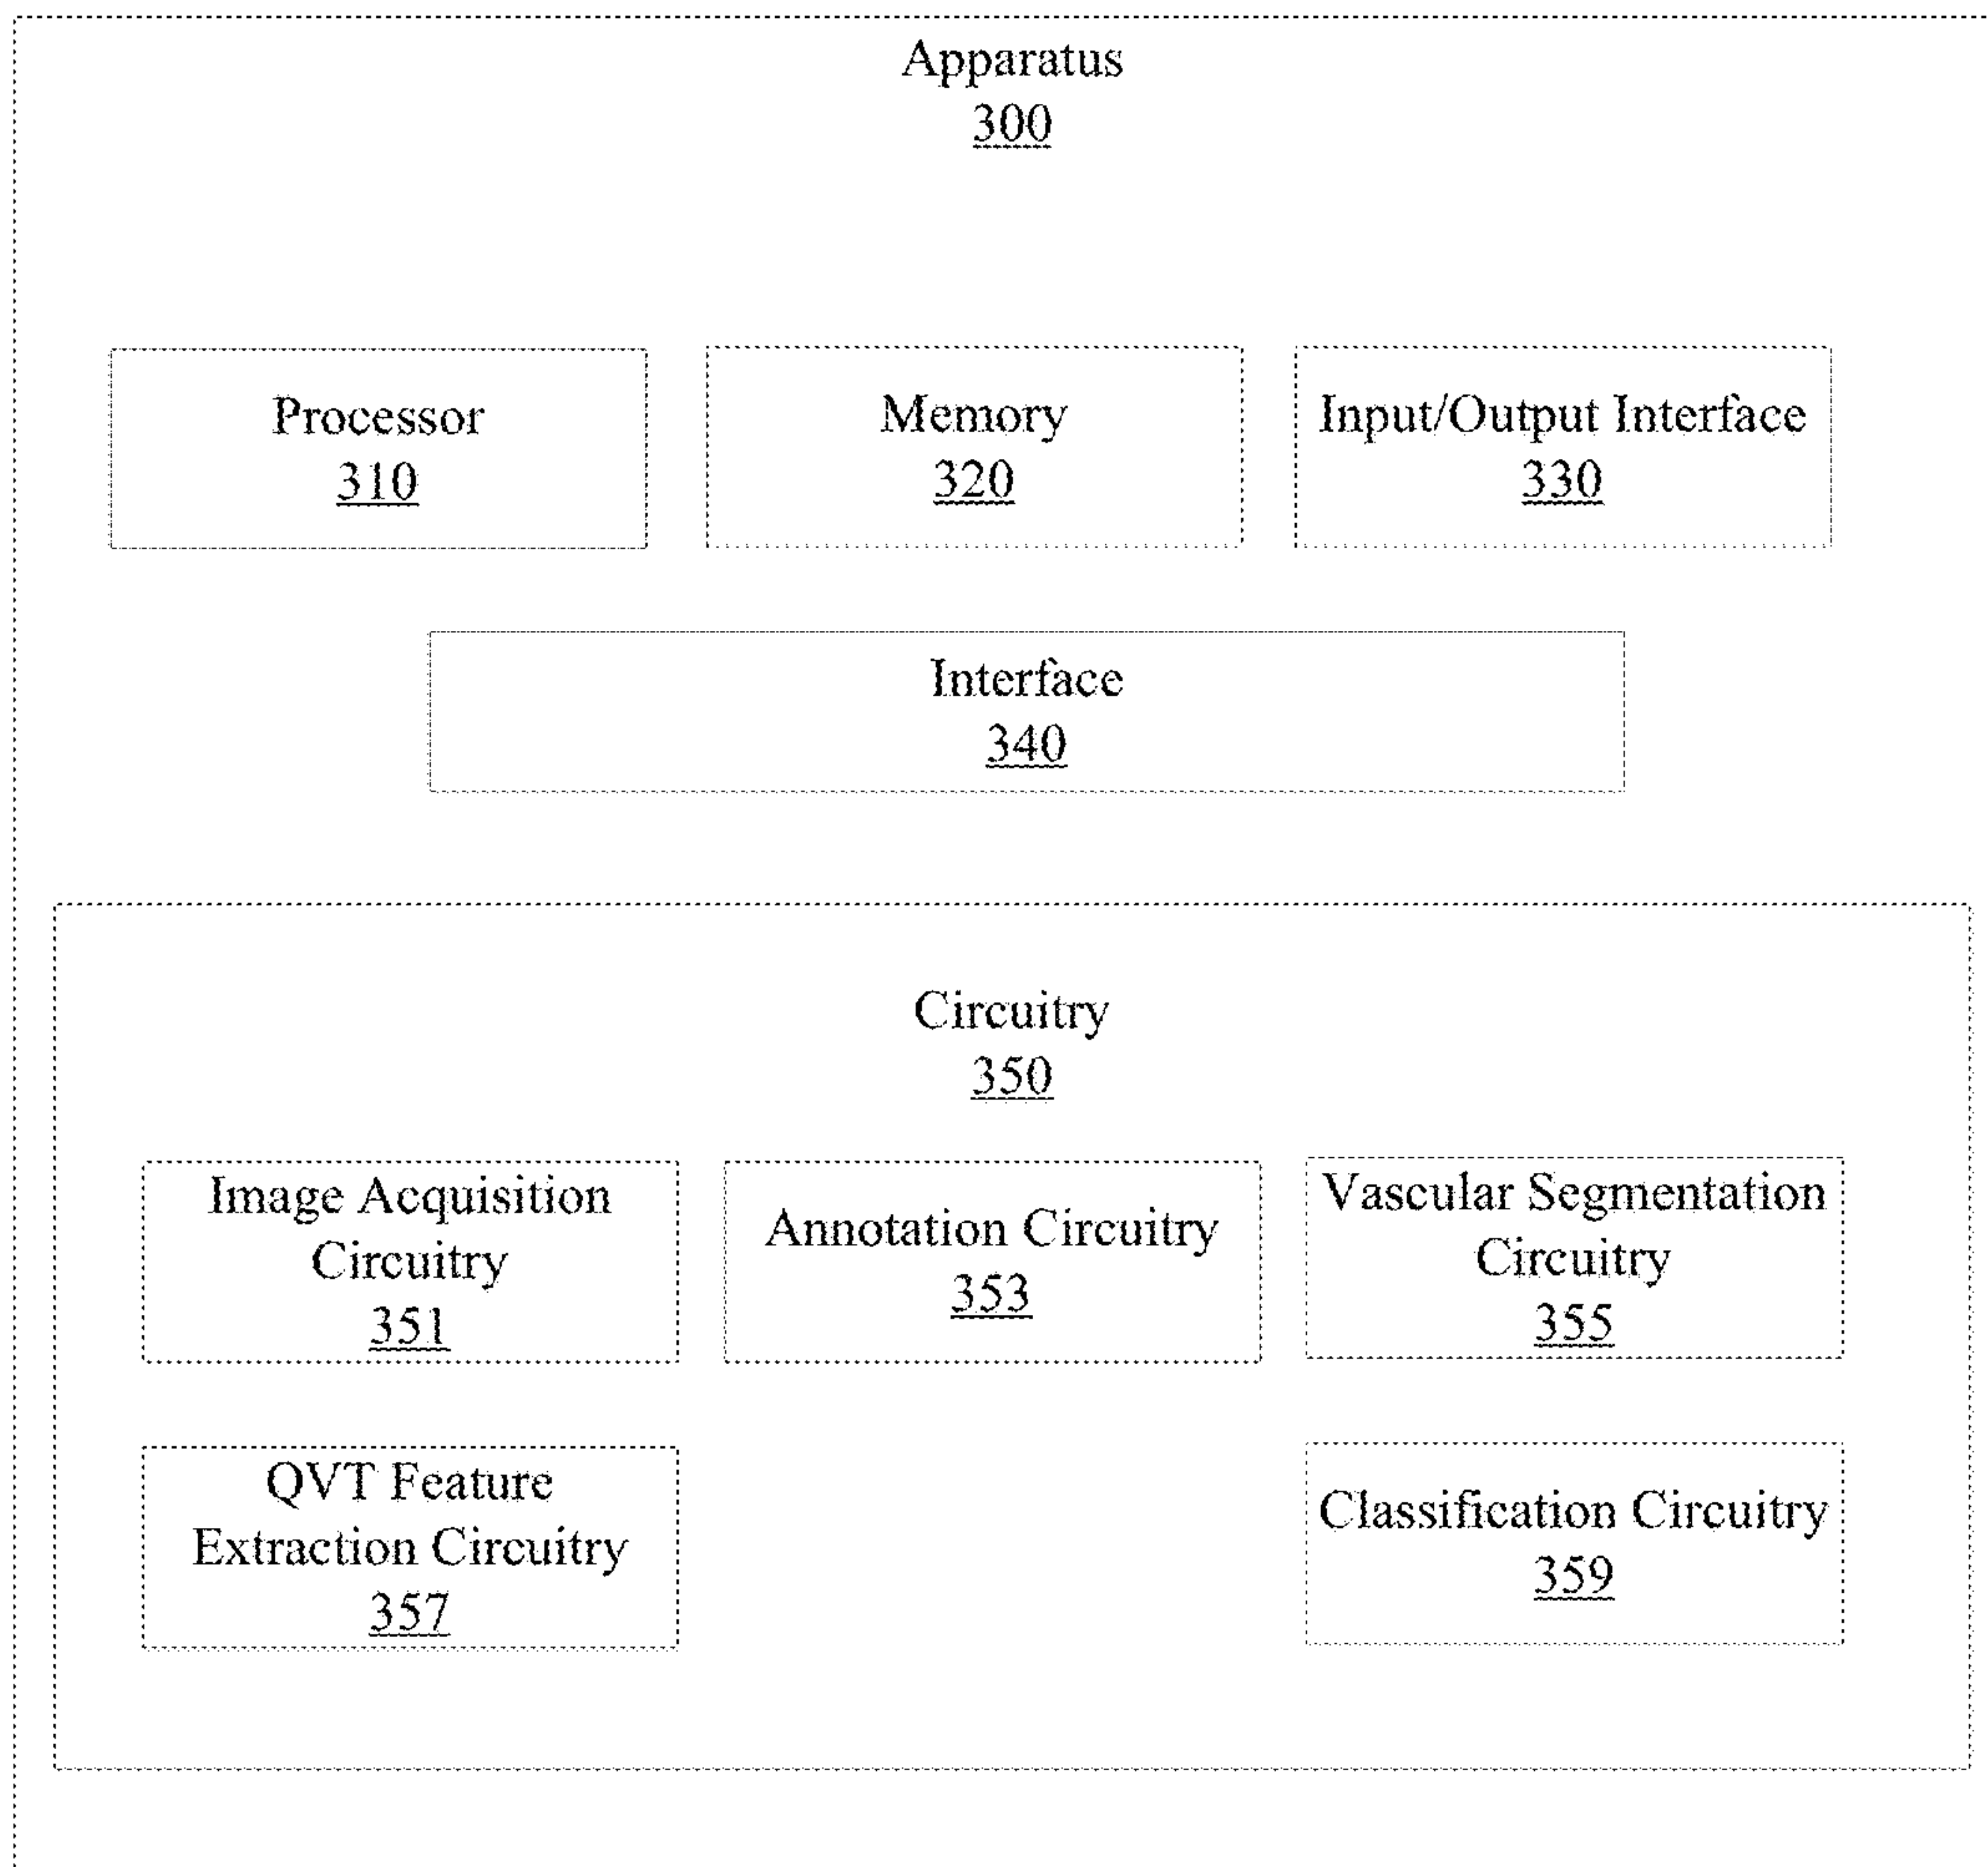 Apparatus
300
Processor
310
Memory
320
Input/Output Interface
330
Interface
340
Circuitry
350
Image Acquisition
Circuitry
351
Annotation Circuitry
353
Vascular Segmentation
Circuitry
355
QVT Feature
Extraction Circuitry
357
Classification Circuitry
359